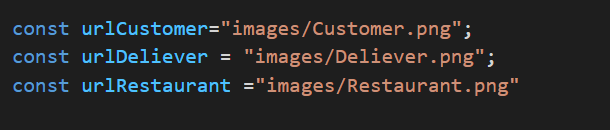 const urlCustomer="images/Customer.png";
const urlDeliever = "images/Deliever.png";
const urlRestaurant ="images/Restaurant.png"